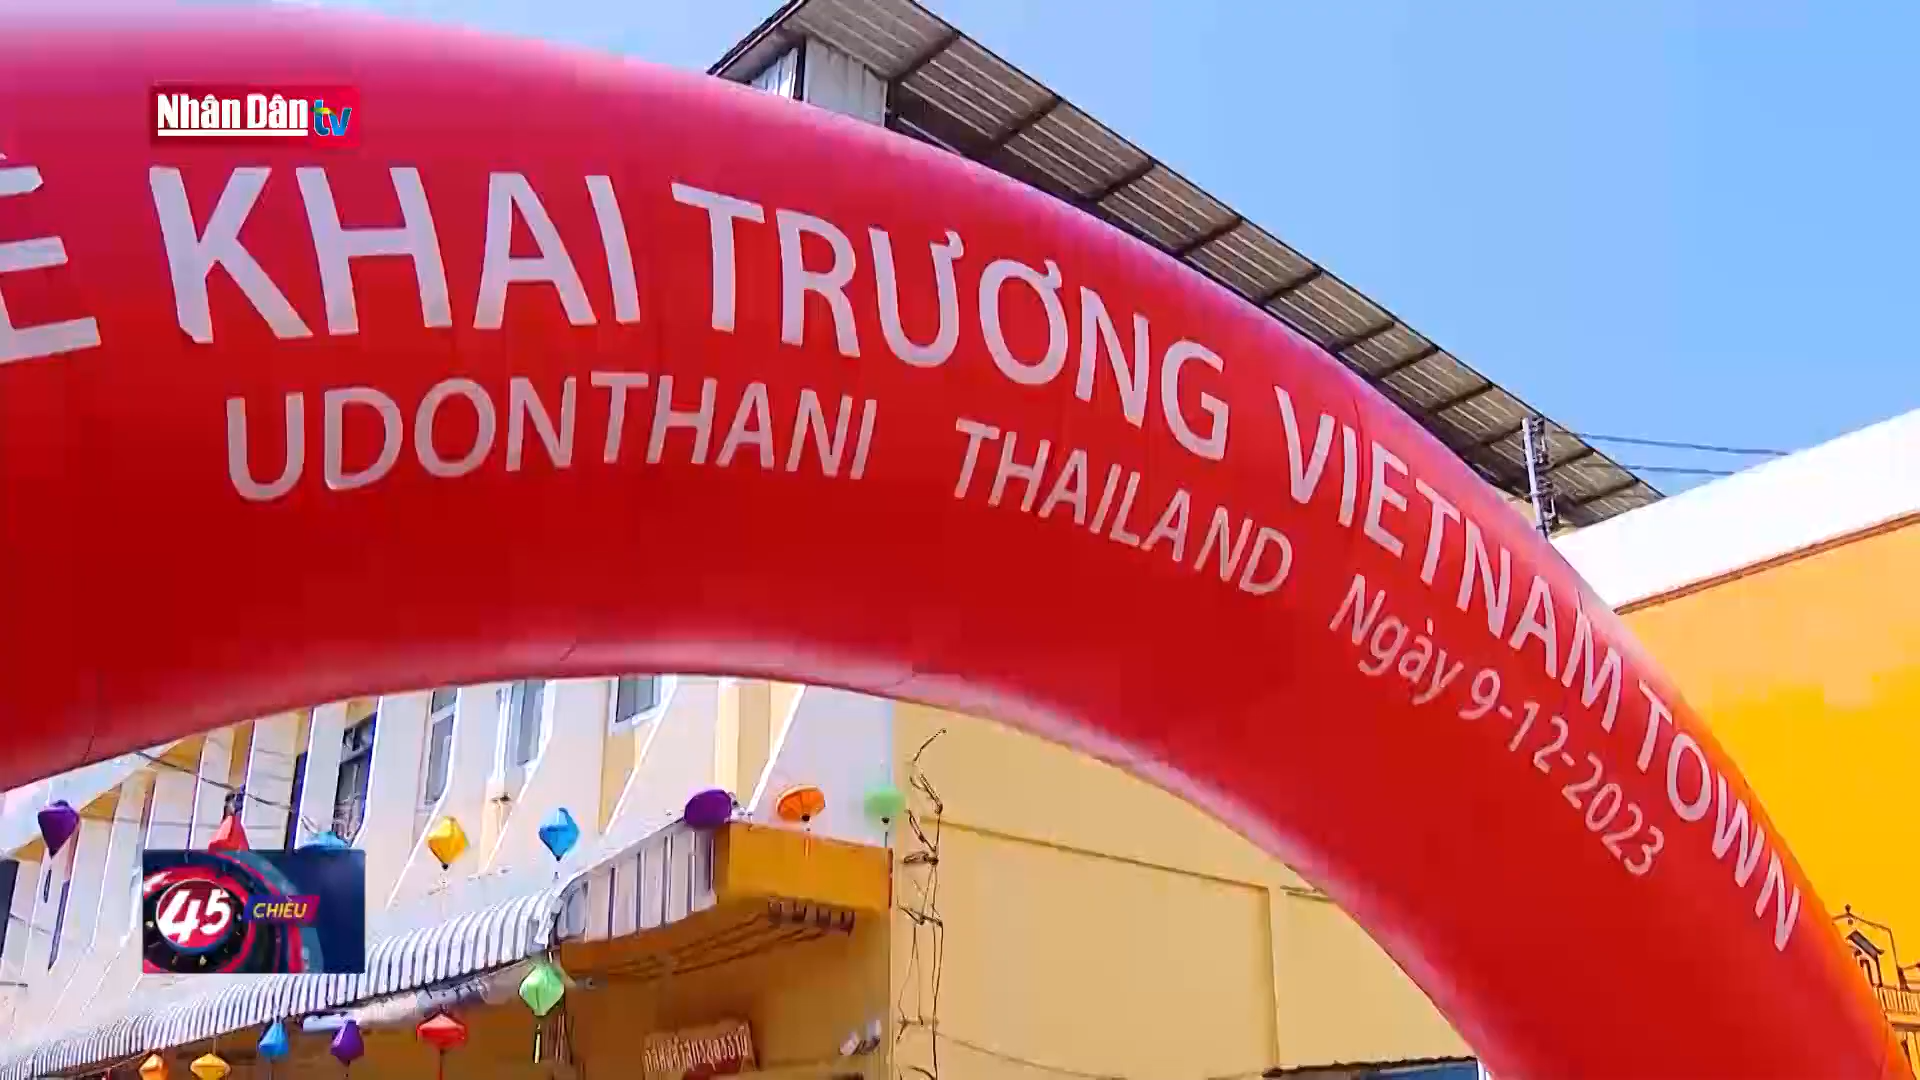 Nhân Dân tv
Ễ KHAI TRƯƠNG VIETNAM TOWN
UDONTHANI THAILAND Ngày 9-12-2023
45 CHIỀU